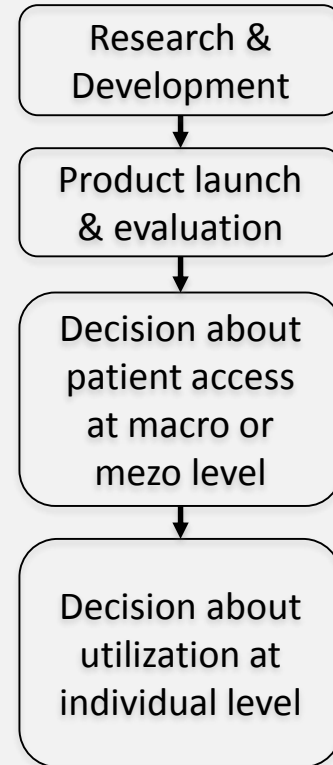 Research &
Development
Product launch
& evaluation
Decision about
patient access
at macro or
mezo level
Decision about
utilization at
individual level